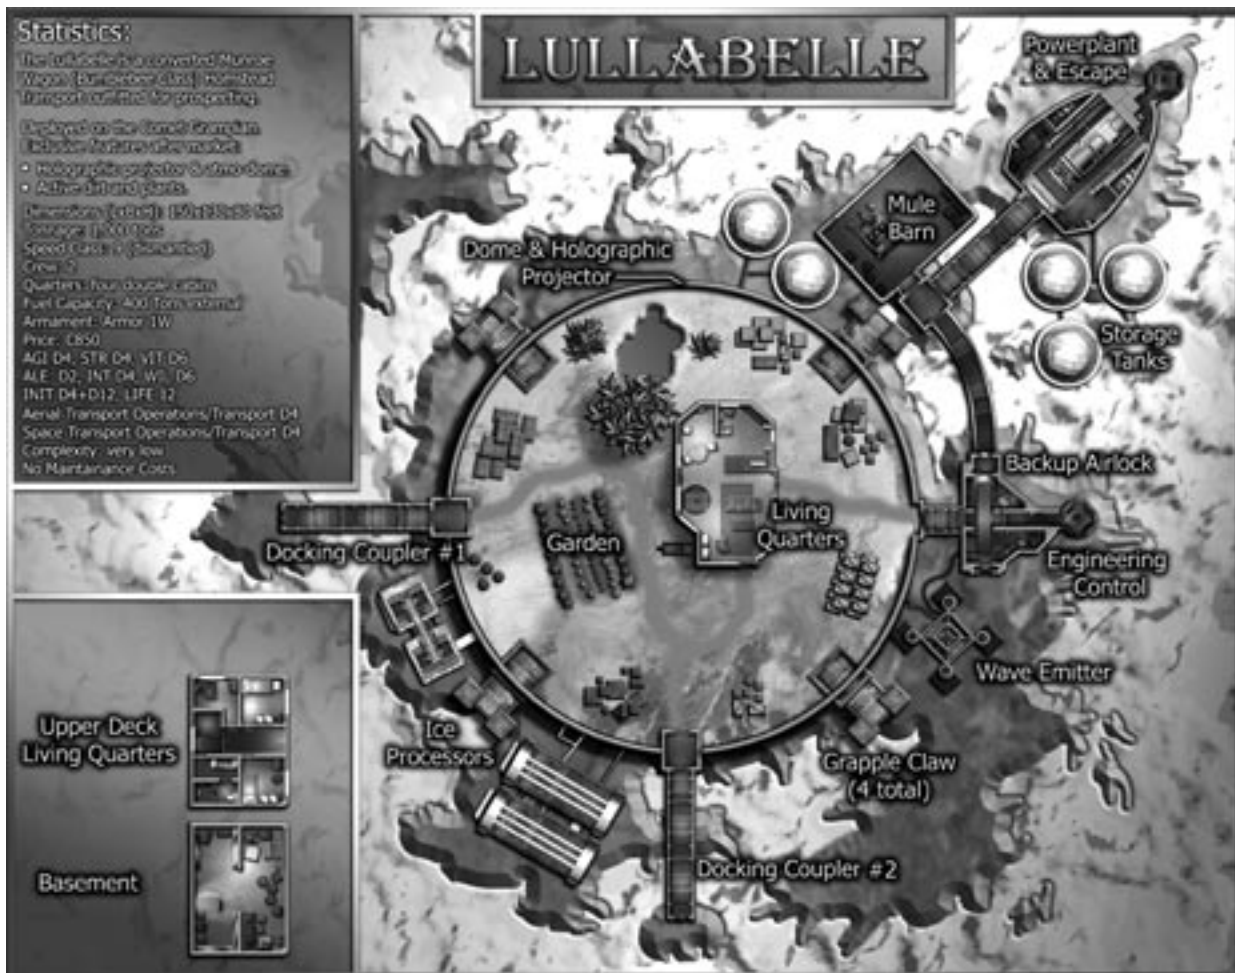 Statistics:
The Lullabelle is a converted Munroe
Wagon (Bumblebee Class) Homstead
Transport outfitted for prospecting.
Deployed on the Comet Grampian.
Exclusive features after market:
• Holographic projector & atmo-dome.
• Active dirt and plants.
Dimensions (LxBxH): feet
Tonnage: 1,000 tons
Speed Class: (dismantled)
Crew: 2
Quarters: four double cabins
Fuel Capacity: 400 Tons external
Armament: Armor 1W
Price: C850
AGI D4, STR D4, VIT D6
ALE D2, INT D4, WIL D6
INIT D4+D12, LIFE 12
Aerial Transport Operations/Transport D4
Space Transport Operations/Transport D4
Complexity: very low
No Maintainance Costs
LULLABELLE
Powerplant
& Escape
Mule
Barn
Dome & Holographic
Projector
Storage
Tanks
Backup Airlock
Living
Quarters
Garden
Docking Coupler #1
Engineering
Control
Wave Emitter
Ice
Processors
Grapple Claw
(4 total)
Docking Coupler #2
Upper Deck
Living Quarters
Basement